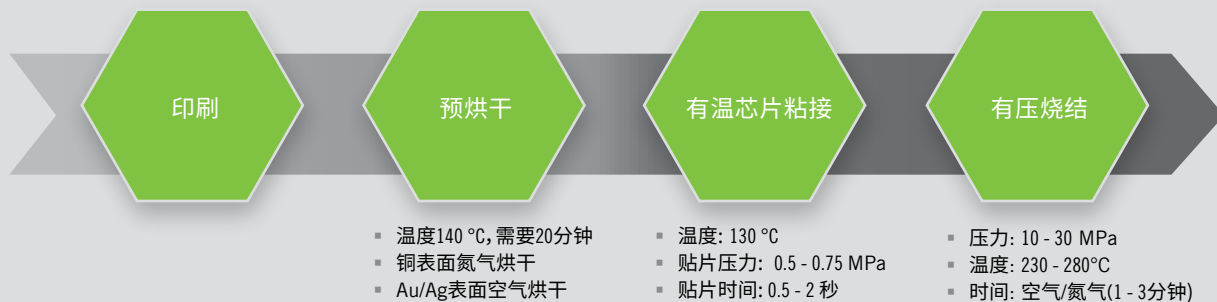 印刷
预烘干
有温芯片粘接
有压烧结
▪ 温度140 °C,需要20分钟
▪ 铜表面氮气烘干
▪ Au/Ag表面空气烘干
▪ 温度: 130 °C
▪ 贴片压力: 0.5 - 0.75 MPa
▪ 贴片时间: 0.5 - 2 秒
▪ 压力: 10 - 30 MPa
▪ 温度: 230 - 280°C
▪ 时间: 空气/氮气(1 - 3分钟)